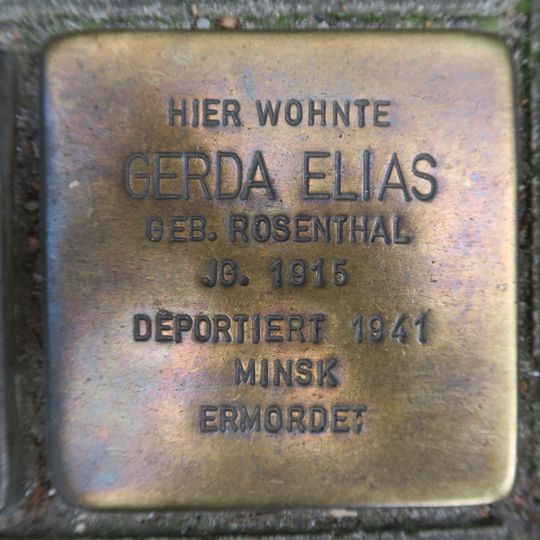 HIER WOHNTE
GERDA ELIAS
GEB. ROSENTHAL
JG. 1915
DEPORTIERT 1941
MINSK
ERMORDET